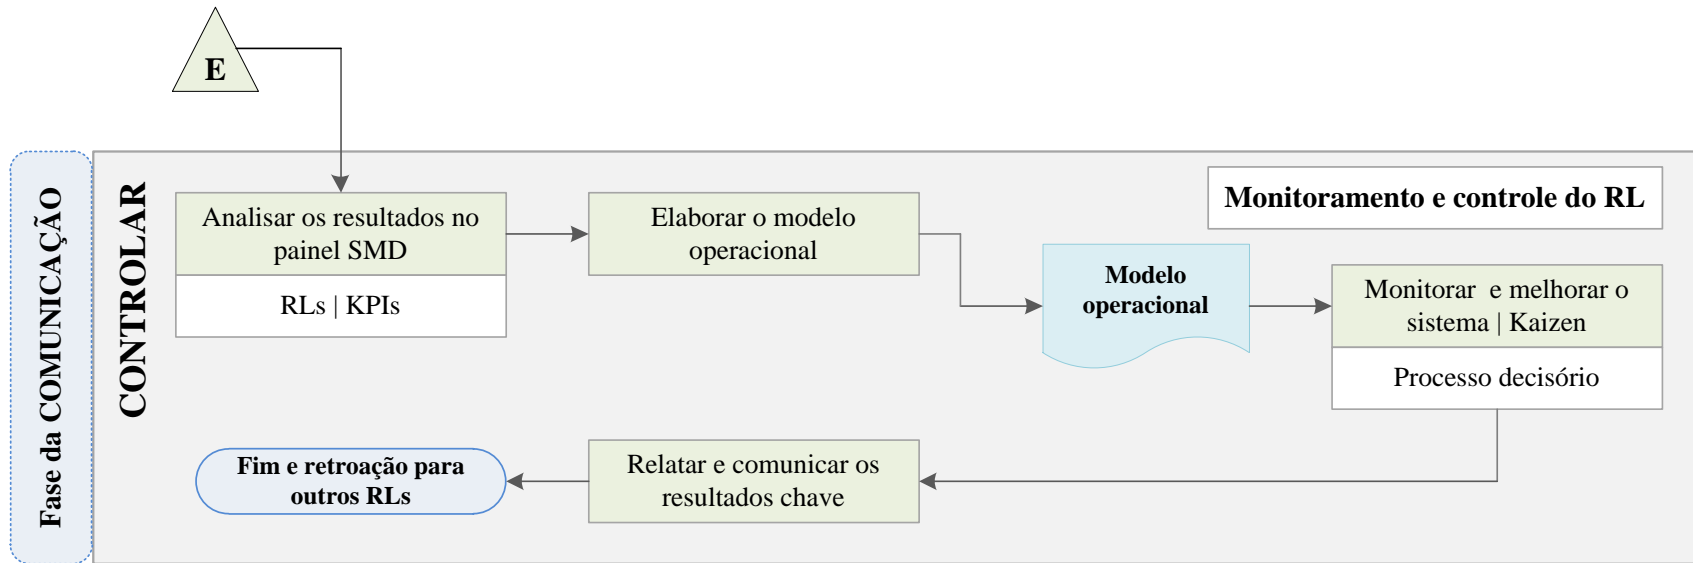 E
Fase da COMUNICAÇÃO
CONTROLAR
Monitoramento e controle do RL
Analisar os resultados no
painel SMD
RLs | KPIs
Elaborar o modelo
operacional
Modelo
operacional
Monitorar  e melhorar o
sistema | Kaizen
Processo decisório
Relatar e comunicar os
resultados chave
Fim e retroação para
outros RLs